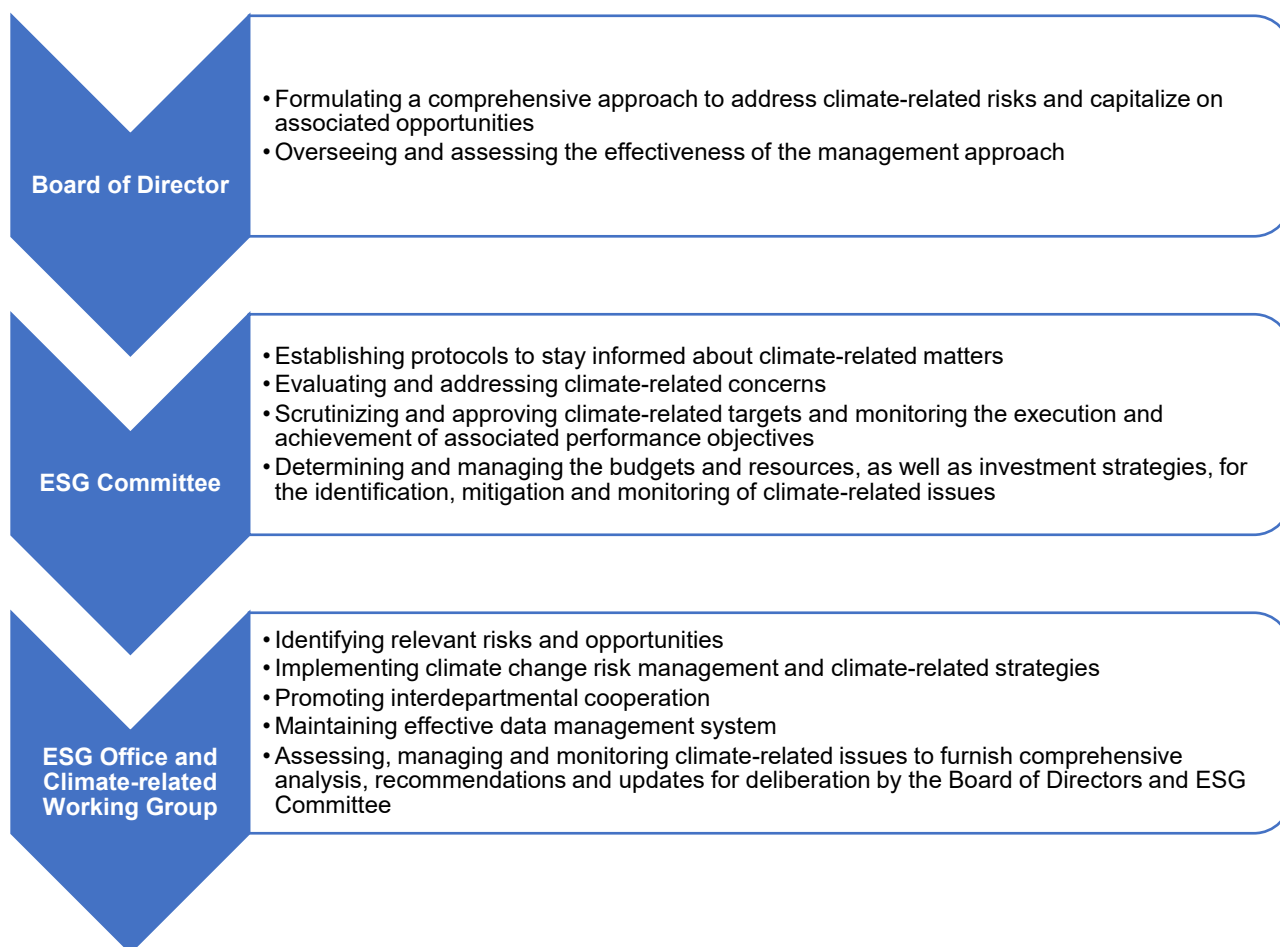 Board of Director
• Formulating a comprehensive approach to address climate-related risks and capitalize on
associated opportunities
• Overseeing and assessing the effectiveness of the management approach
ESG Committee
• Establishing protocols to stay informed about climate-related matters
• Evaluating and addressing climate-related concerns
• Scrutinizing and approving climate-related targets and monitoring the execution and
achievement of associated performance objectives
• Determining and managing the budgets and resources, as well as investment strategies, for
the identification, mitigation and monitoring of climate-related issues
ESG Office and
Climate-related
Working Group
• Identifying relevant risks and opportunities
• Implementing climate change risk management and climate-related strategies
• Promoting interdepartmental cooperation
• Maintaining effective data management system
• Assessing, managing and monitoring climate-related issues to furnish comprehensive
analysis, recommendations and updates for deliberation by the Board of Directors and ESG
Committee